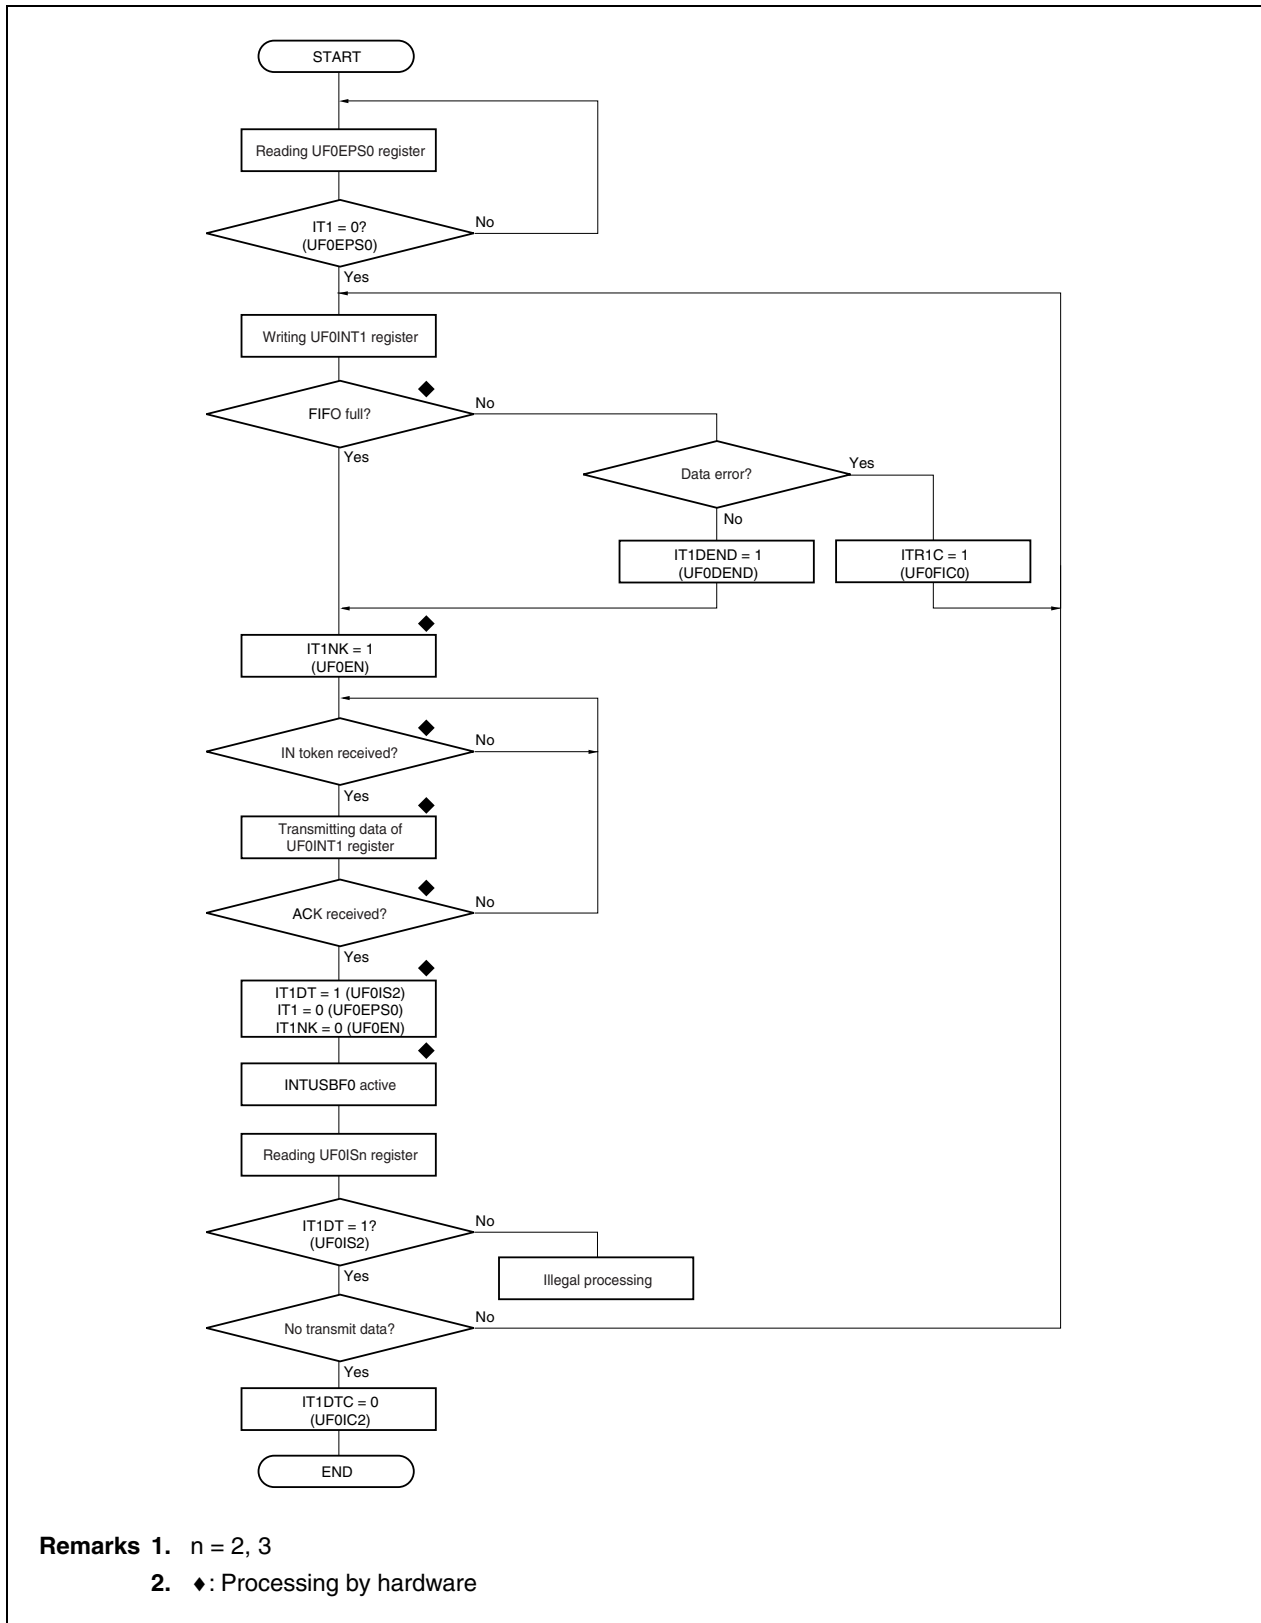 START
Reading UF0EPS0 register
IT1 = 0?
(UF0EPS0)
No
Yes
Writing UF0INT1 register
FIFO full?
No
Yes
Data error?
Yes
No
IT1DEND = 1
(UF0DEND)
ITR1C = 1
(UF0FIC0)
IT1NK = 1
(UF0EN)
IN token received?
No
Yes
Transmitting data of
UF0INT1 register
ACK received?
No
Yes
IT1DT = 1 (UF0IS2)
IT1 = 0 (UF0EPS0)
IT1NK = 0 (UF0EN)
INTUSBF0 active
Reading UF0ISn register
IT1DT = 1?
(UF0IS2)
No
Yes
Illegal processing
No transmit data?
No
Yes
IT1DTC = 0
(UF0IC2)
END
Remarks 1. n = 2, 3
2. ♦: Processing by hardware